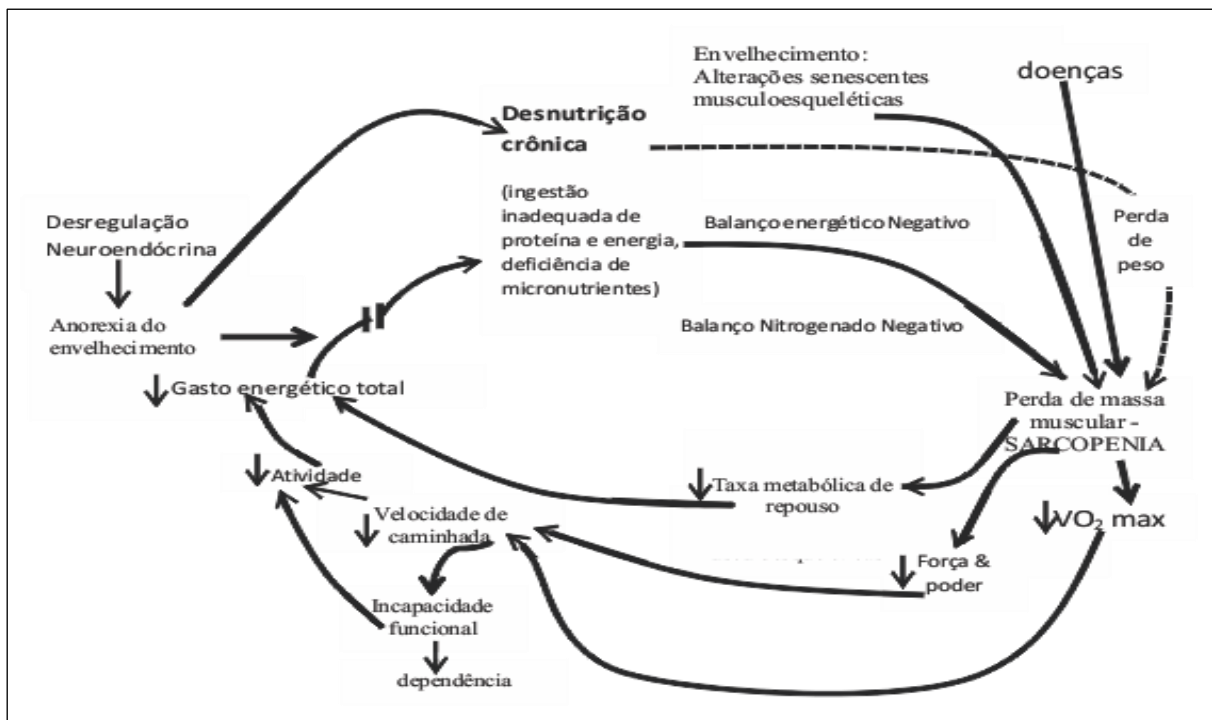 Envelhecimento:
Alterações senescentes
musculoesqueléticas
doenças
Desnutrição
crônica
(ingestão
inadequada de
proteína e energia,
deficiência de
micronutrientes)
Desregulação
Neuroendócrina
Anorexia do
envelhecimento
Balanço energético Negativo
Balanço Nitrogenado Negativo
Perda
de
peso
Gasto energético total
Perda de massa
muscular -
SARCOPENIA
Atividade
Taxa metabólica de
repouso
Velocidade de
caminhada
VO₂ max
Força &
poder
Incapacidade
funcional
dependência